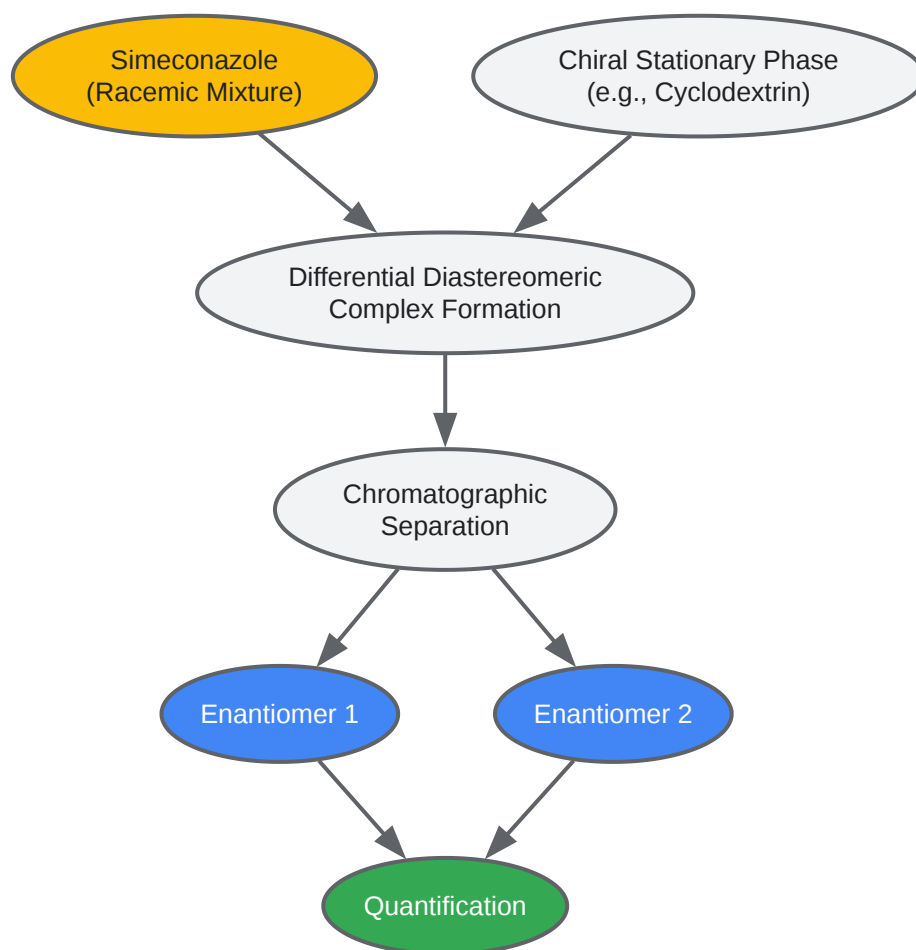 Simeconazole
(Racemic Mixture)
Chiral Stationary Phase
(e.g., Cyclodextrin)
Differential Diastereomeric
Complex Formation
Chromatographic
Separation
Enantiomer 1
Enantiomer 2
Quantification